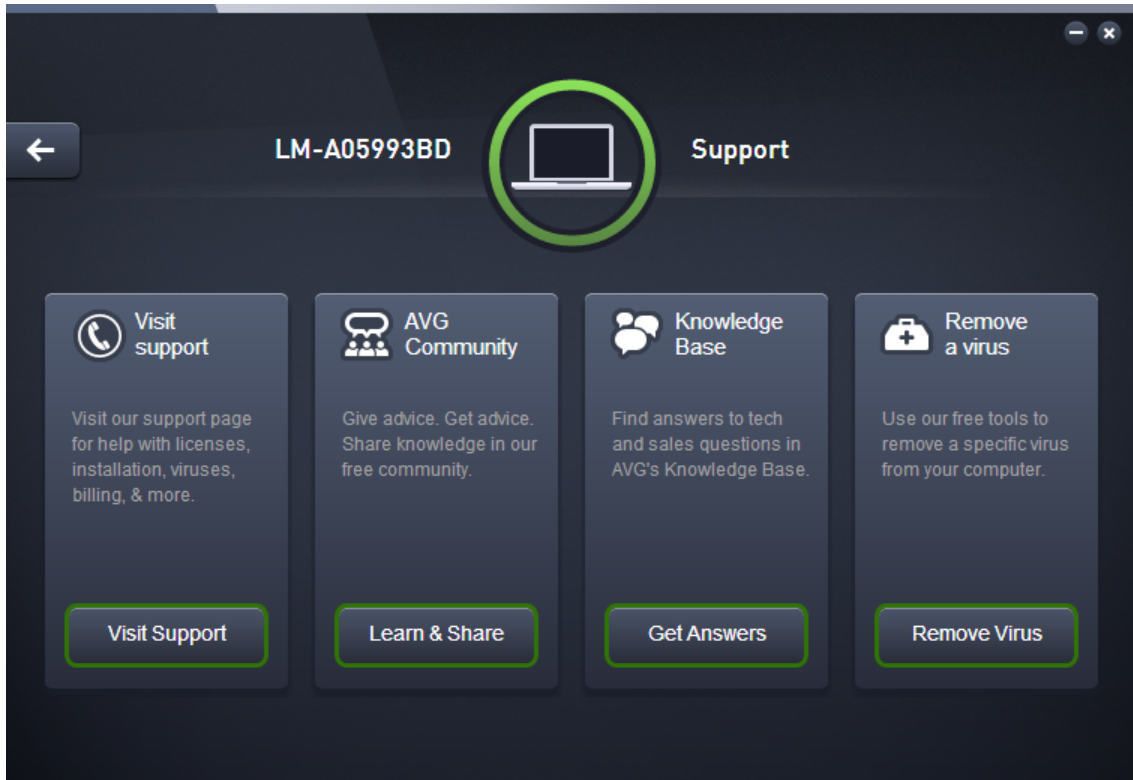 LM-A05993BD
Support
Visit
support
Visit our support page
for help with licenses,
installation, viruses,
billing, & more.
Visit Support
AVG
Community
Give advice. Get advice.
Share knowledge in our
free community.
Learn & Share
Knowledge
Base
Find answers to tech
and sales questions in
AVG's Knowledge Base.
Get Answers
Remove
a virus
Use our free tools to
remove a specific virus
from your computer.
Remove Virus